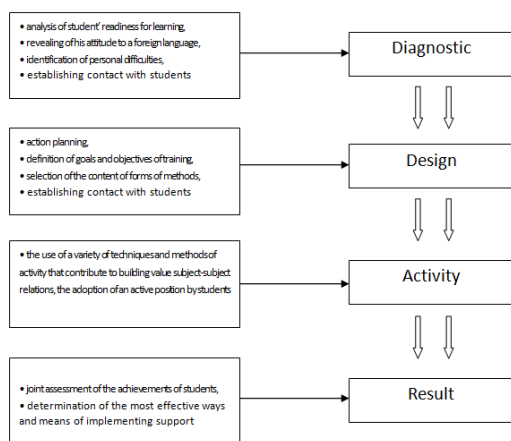 • analysis of student' readiness for learning,
• revealing of his attitude to a foreign language,
• identification of personal difficulties,
• establishing contact with students
Diagnostic
• action planning,
• definition of goals and objectives of training,
• selection of the content of forms of methods,
• establishing contact with students
Design
• the use of a variety of techniques and methods of
activity that contribute to building value subject-subject
relations, the adoption of an active position by students
Activity
• joint assessment of the achievements of students,
• determination of the most effective ways
and means of implementing support
Result